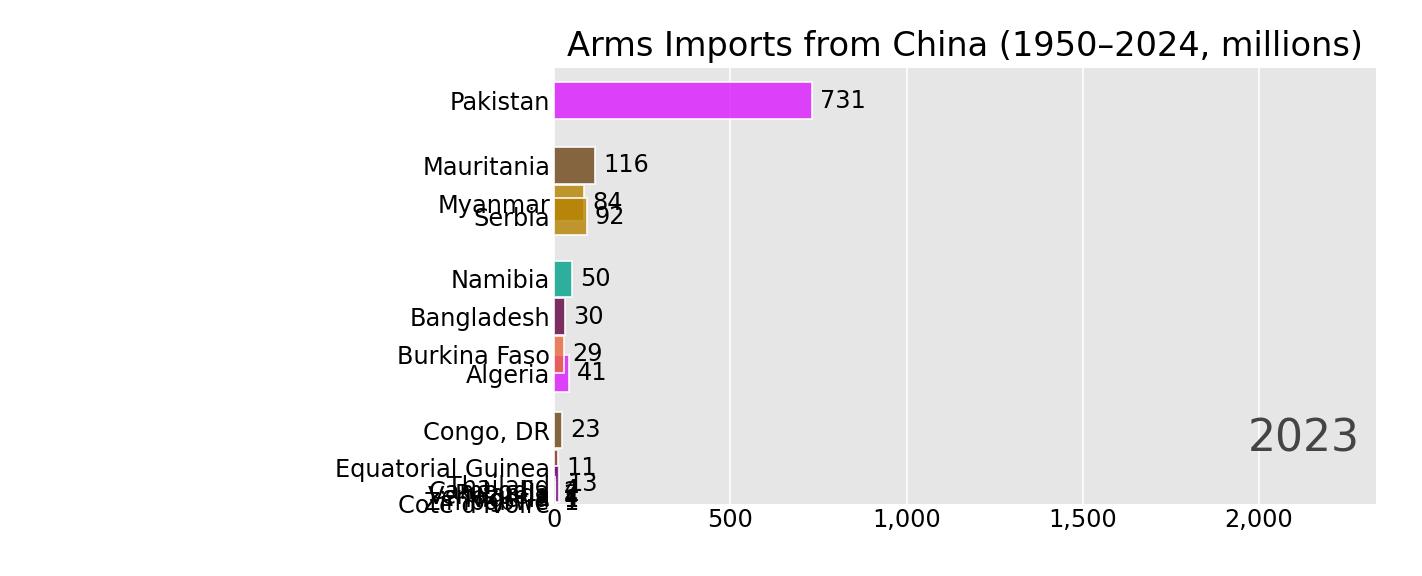 Arms Imports from China (1950–2024, millions)
Pakistan 731
Mauritania 116
Myanmar 84
Serbia 92
Namibia 50
Bangladesh 30
Burkina Faso 29
Algeria 41
Congo, DR 23
2023
Equatorial Guinea 11
Thailand 13
Cote d'Ivoire 1
0 500 1,000 1,500 2,000